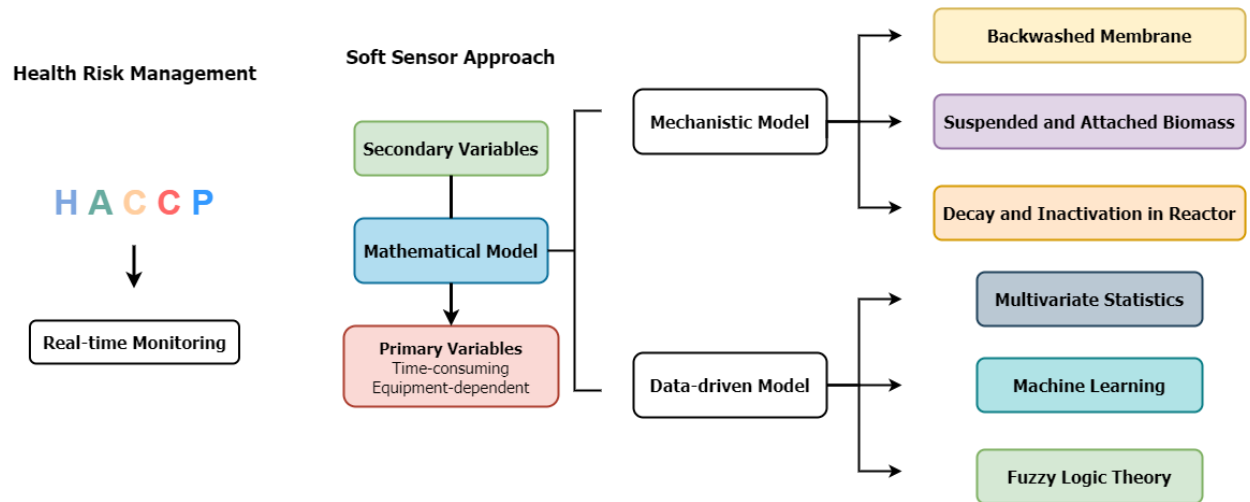 Health Risk Management
H A C C P
Real-time Monitoring
Soft Sensor Approach
Secondary Variables
Mathematical Model
Primary Variables
Time-consuming
Equipment-dependent
Mechanistic Model
Data-driven Model
Backwashed Membrane
Suspended and Attached Biomass
Decay and Inactivation in Reactor
Multivariate Statistics
Machine Learning
Fuzzy Logic Theory